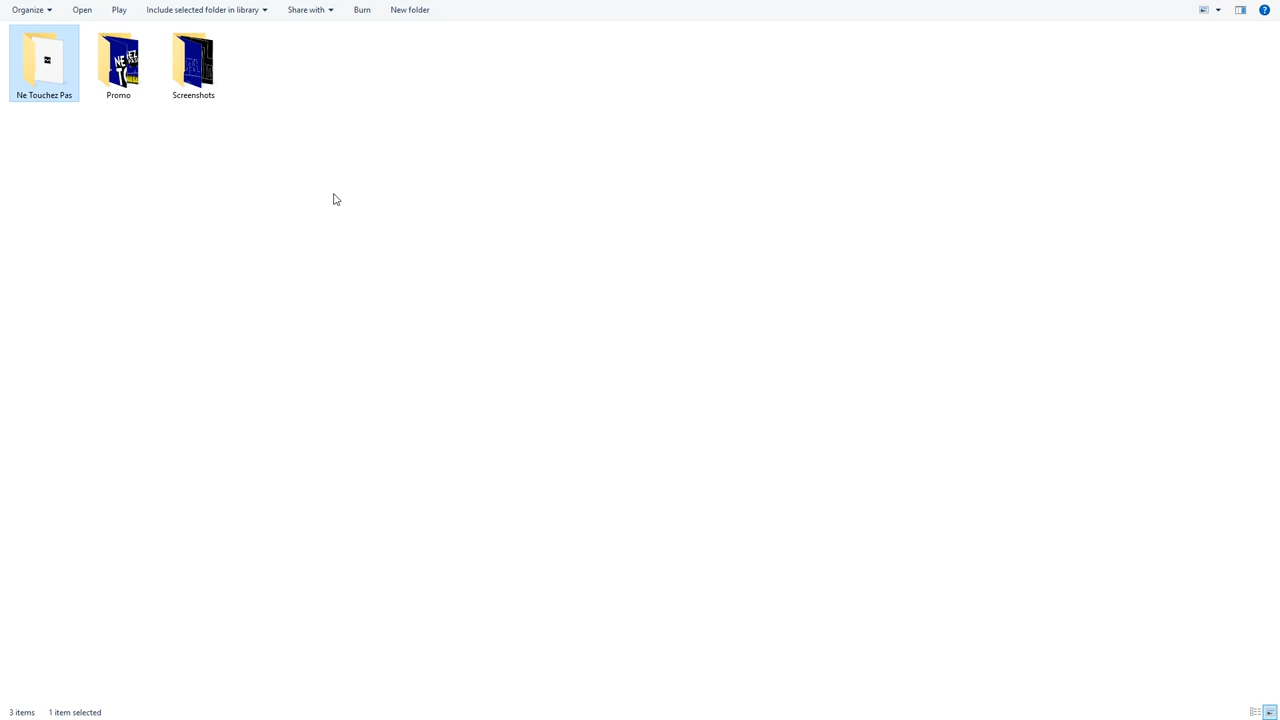 Organize Open Play Include selected folder in library Share with Burn New folder
Ne Touchez Pas Promo Screenshots
3 items 1 item selected